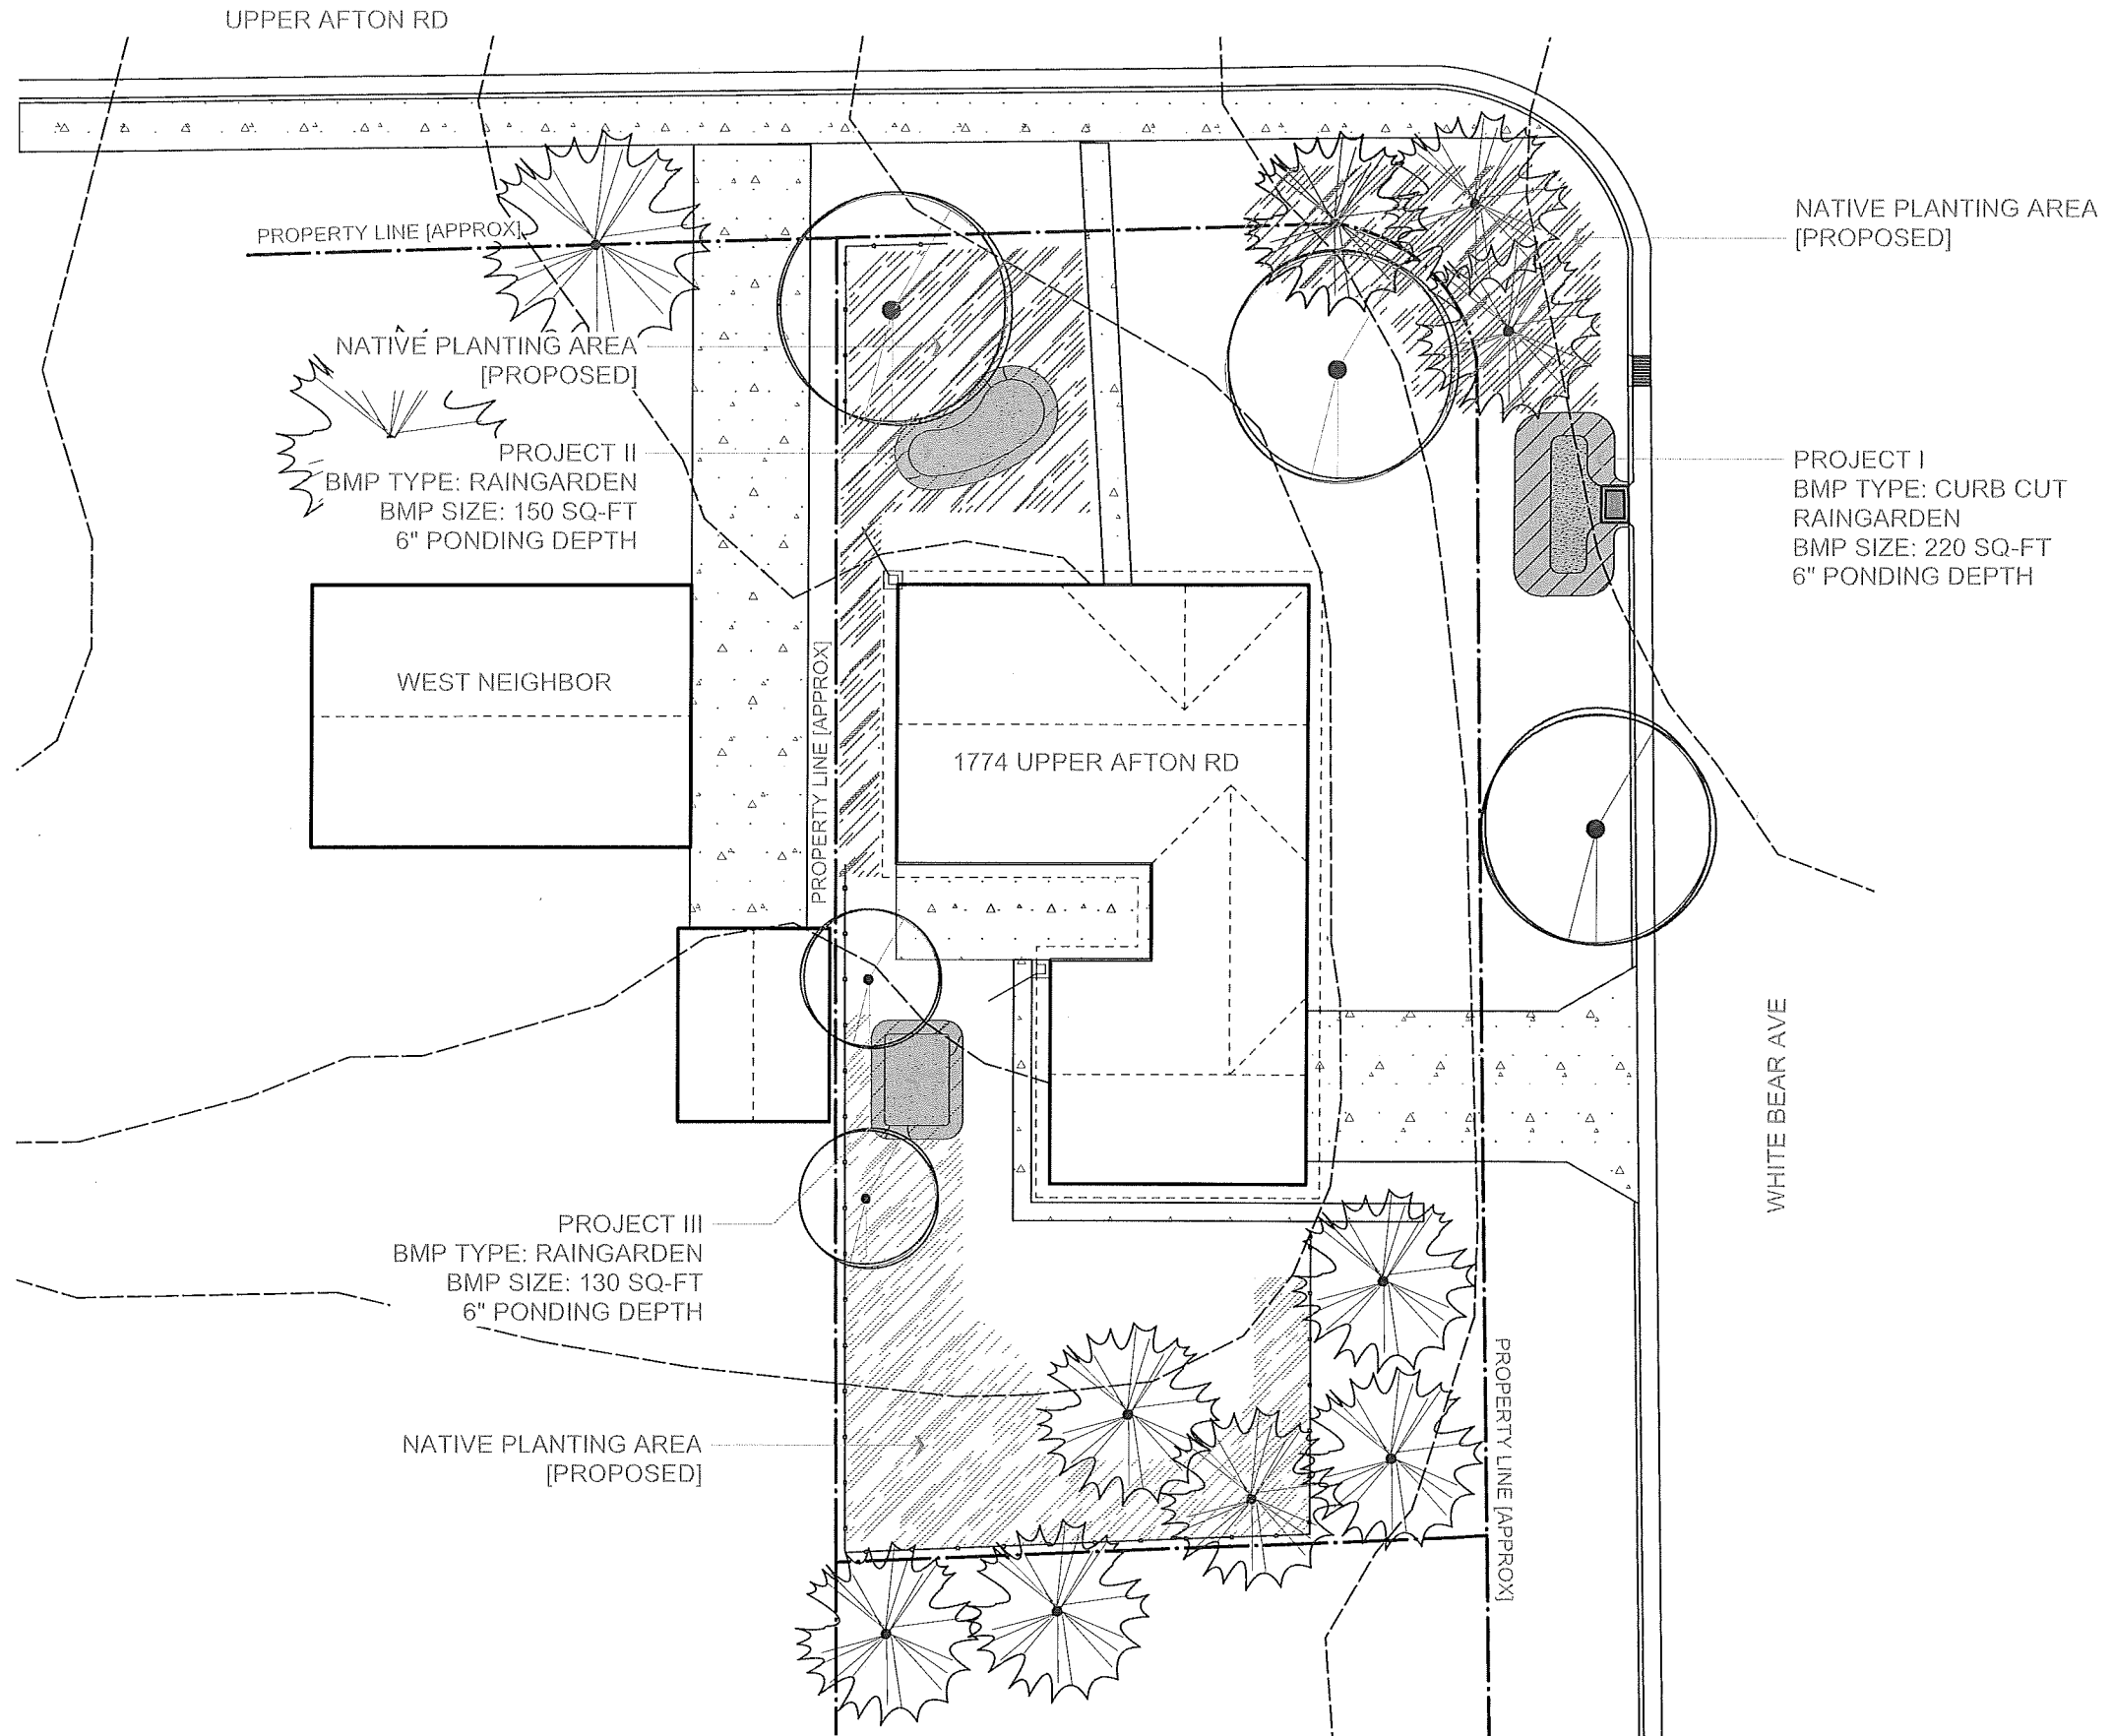 UPPER AFTON RD
PROPERTY LINE [APPROX]
NATIVE PLANTING AREA
[PROPOSED]
NATIVE PLANTING AREA
[PROPOSED]
PROJECT II
BMP TYPE: RAINGARDEN
BMP SIZE: 150 SQ-FT
6" PONDING DEPTH
PROJECT I
BMP TYPE: CURB CUT
RAINGARDEN
BMP SIZE: 220 SQ-FT
6" PONDING DEPTH
WEST NEIGHBOR
PROPERTY LINE [APPROX]
1774 UPPER AFTON RD
WHITE BEAR AVE
PROJECT III
BMP TYPE: RAINGARDEN
BMP SIZE: 130 SQ-FT
6" PONDING DEPTH
PROPERTY LINE [APPROX]
NATIVE PLANTING AREA
[PROPOSED]